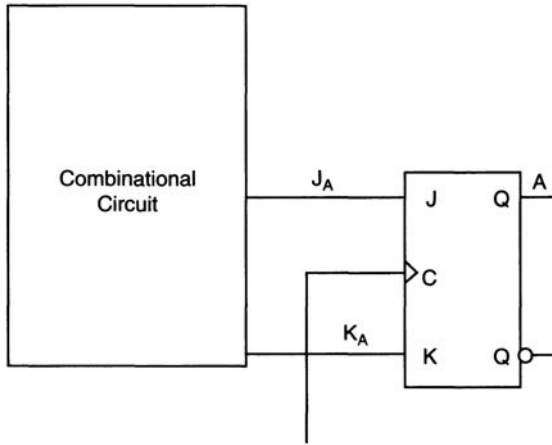 Combinational
Circuit
J_A
J Q A
C
K_A
K Q